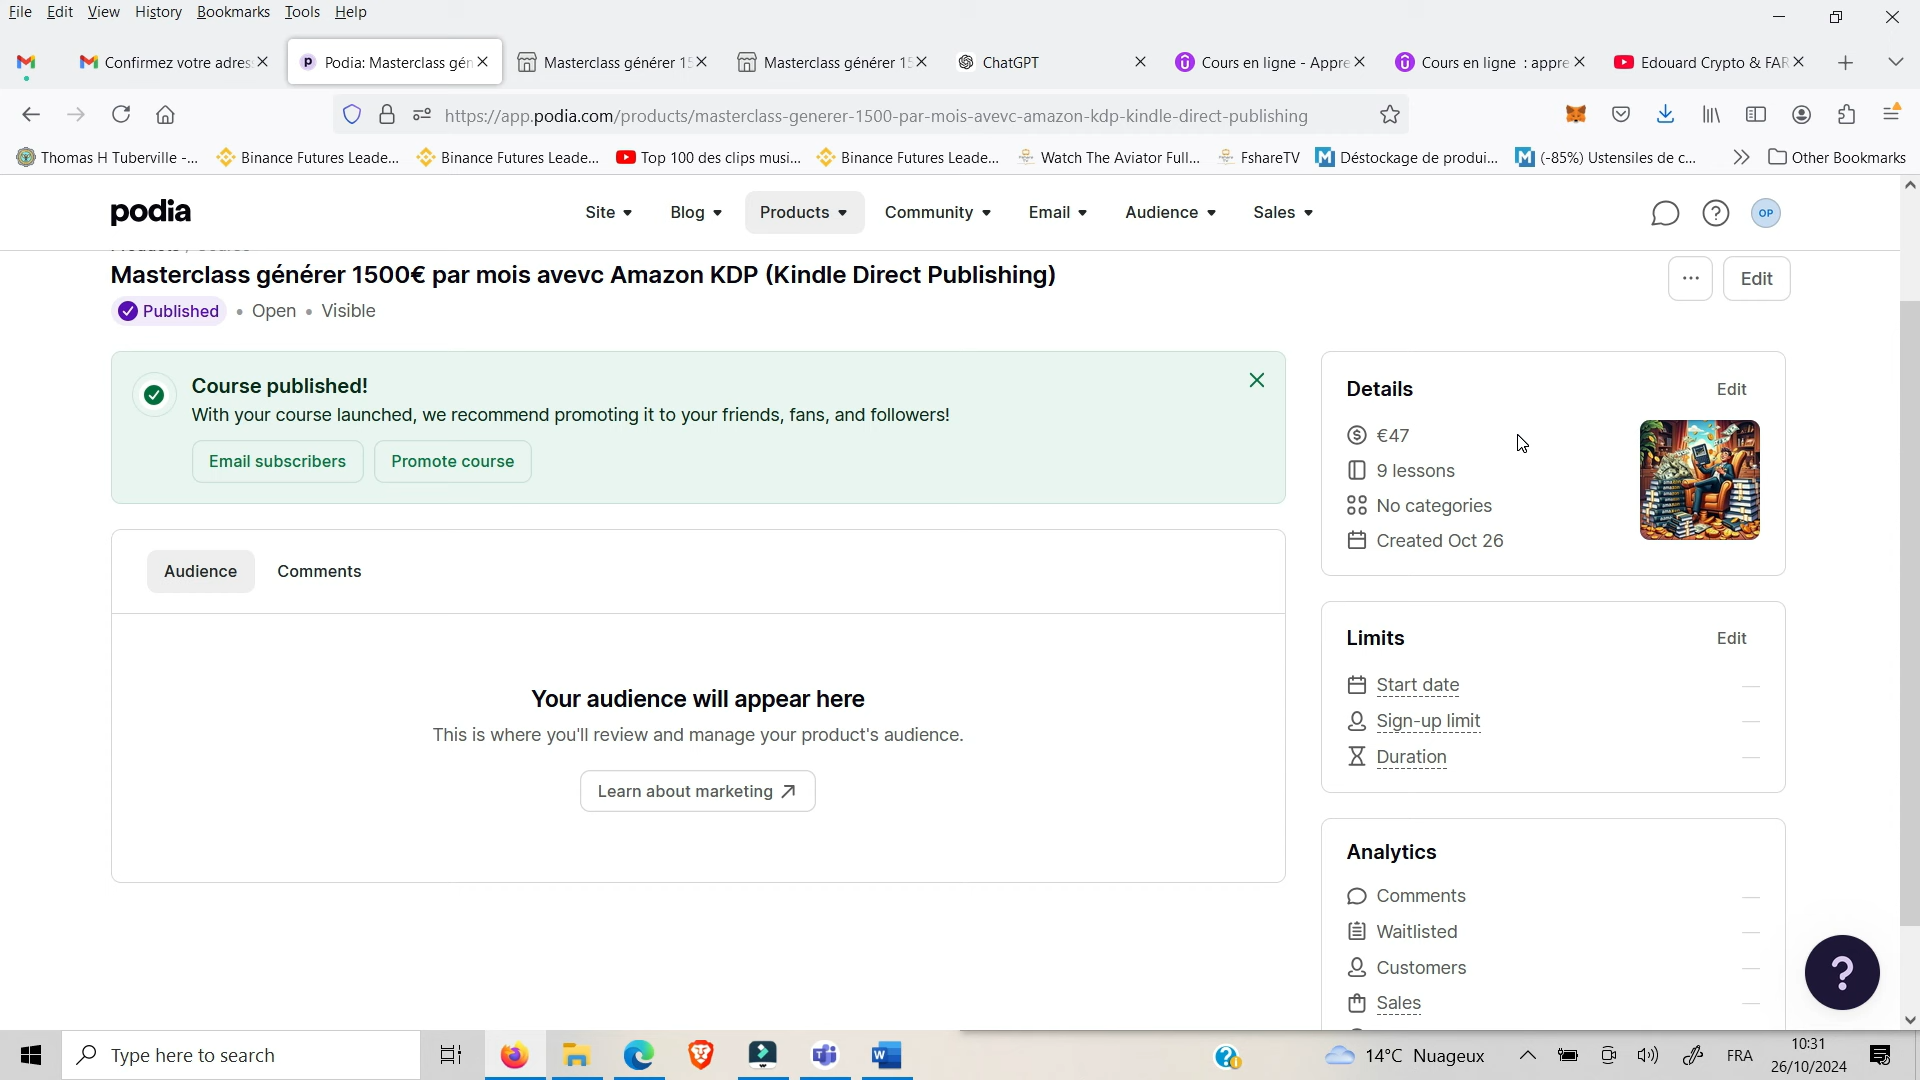 File Edit View History Bookmarks Tools Help
Confirmez votre adres
Podia: Masterclass gén
Masterclass générer 15
Masterclass générer 15
ChatGPT
Cours en ligne - Appre
Cours en ligne : appre
Edouard Crypto & FAR
https://app.podia.com/products/masterclass-generer-1500-par-mois-avevc-amazon-kdp-kindle-direct-publishing
Thomas H Tuberville -...
Binance Futures Leade...
Binance Futures Leade...
Top 100 des clips musi...
Binance Futures Leade...
Watch The Aviator Full...
FshareTV
Déstockage de produi...
(-85%) Ustensiles de c...
Other Bookmarks
podia
Site
Blog
Products
Community
Email
Audience
Sales
OP
Masterclass générer 1500€ par mois avevc Amazon KDP (Kindle Direct Publishing)
... Edit
Published • Open • Visible
Course published!
With your course launched, we recommend promoting it to your friends, fans, and followers!
Email subscribers
Promote course
Audience
Comments
Your audience will appear here
This is where you'll review and manage your product's audience.
Learn about marketing
Details
Edit
€47
9 lessons
No categories
Created Oct 26
Limits
Edit
Start date —
Sign-up limit —
Duration —
Analytics
Comments —
Waitlisted —
Customers —
Sales —
?
Type here to search
14°C Nuageux
FRA
10:31
26/10/2024